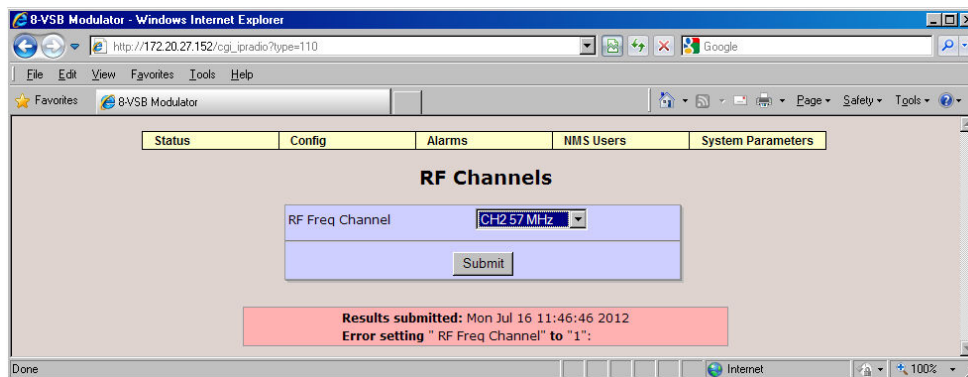 8-VSB Modulator - Windows Internet Explorer
http://172.20.27.152/cgi_ipradio?type=110
Google
File Edit View Favorites Tools Help
Favorites 8-VSB Modulator Page Safety Tools
Status Config Alarms NMS Users System Parameters
RF Channels
RF Freq Channel CH2 57 MHz
Submit
Results submitted: Mon Jul 16 11:46:46 2012
Error setting " RF Freq Channel" to "1":
Done Internet 100%